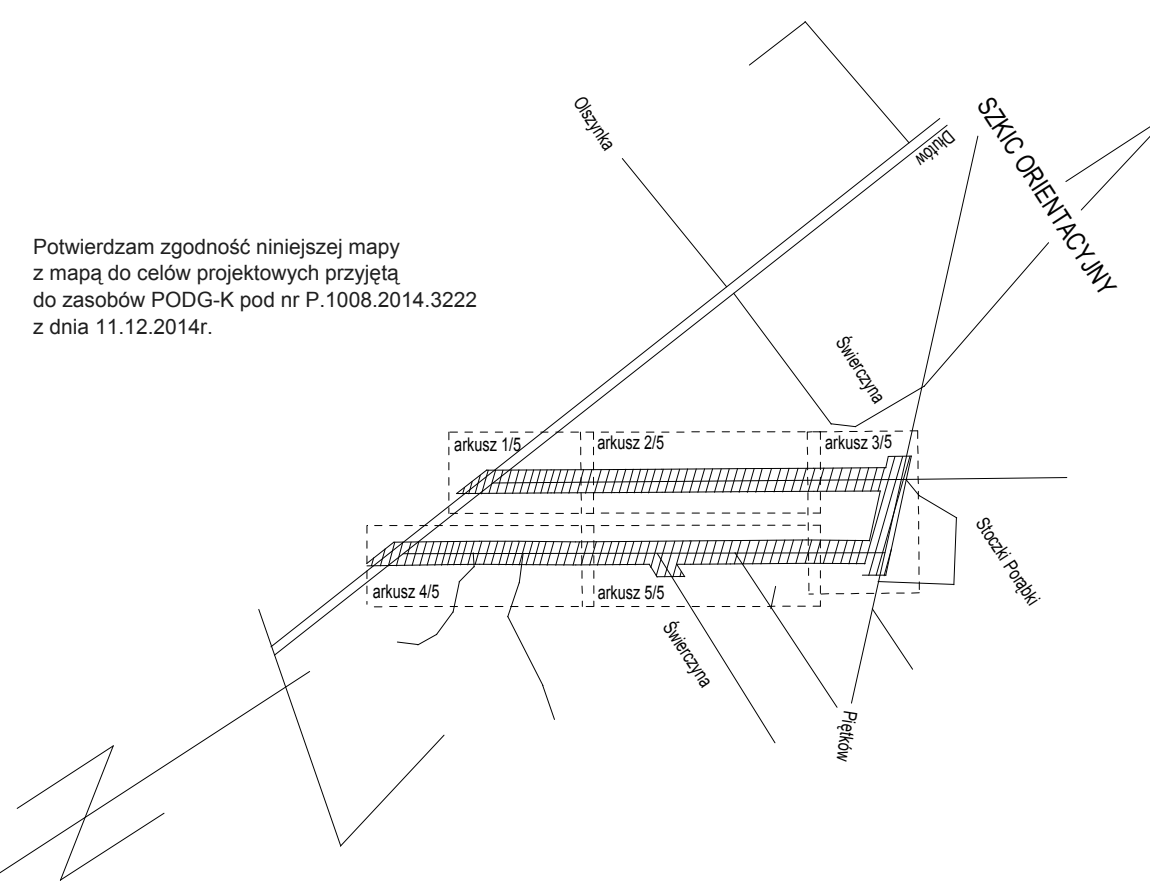 Olszynka
Dłutów
SZKIC ORIENTACYJNY
Potwierdzam zgodność niniejszej mapy
z mapą do celów projektowych przyjętą
do zasobów PODG-K pod nr P.1008.2014.3222
z dnia 11.12.2014r.
Świerczyna
arkusz 1/5
arkusz 2/5
arkusz 3/5
Stoczki Porąbki
arkusz 4/5
arkusz 5/5
Świerczyna
Piętków